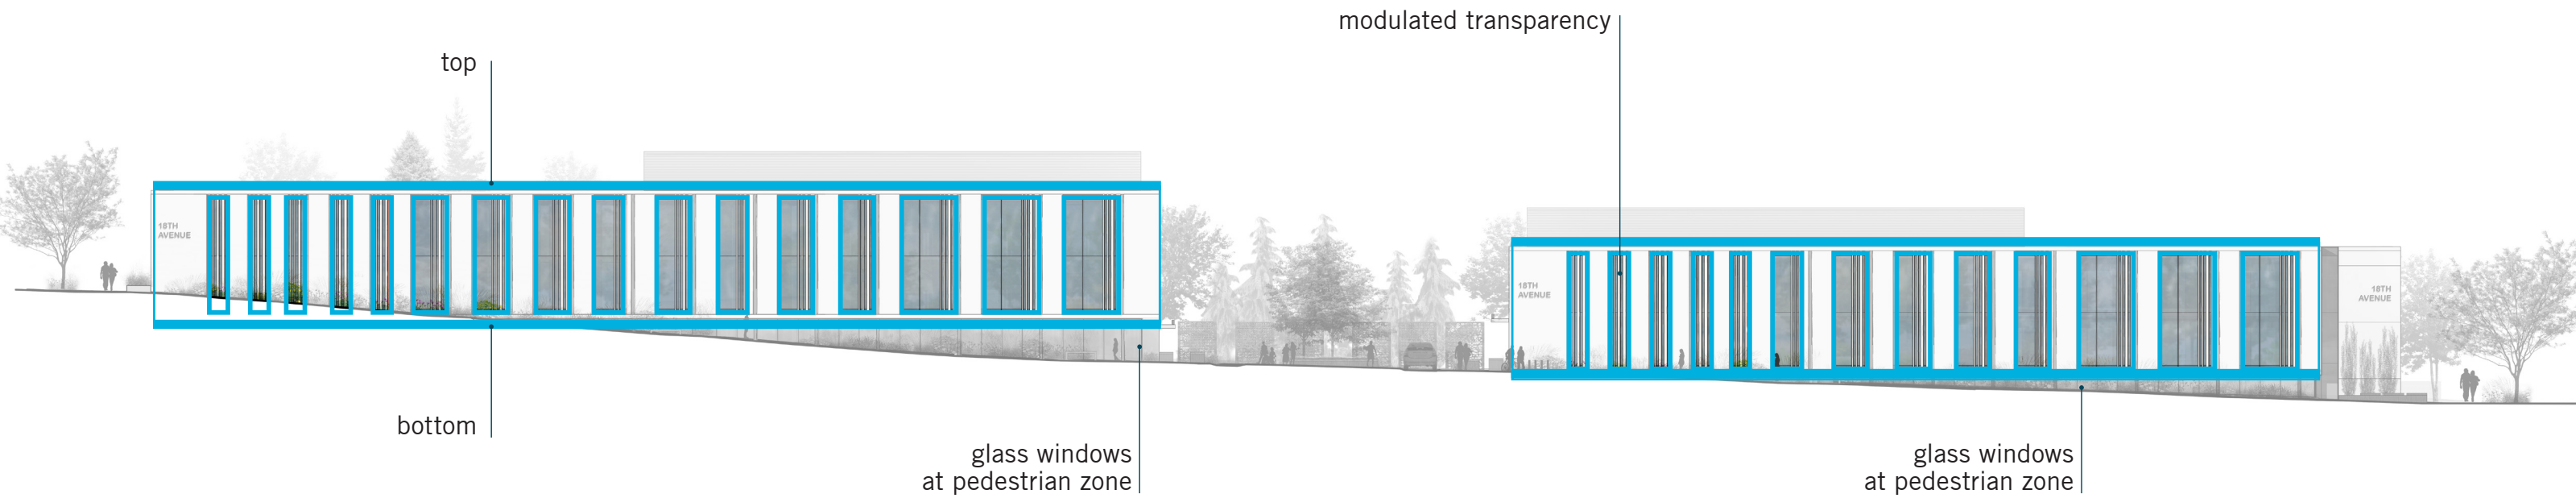 modulated transparency
top
18TH
AVENUE
18TH
AVENUE
18TH
AVENUE
bottom
glass windows
at pedestrian zone
glass windows
at pedestrian zone